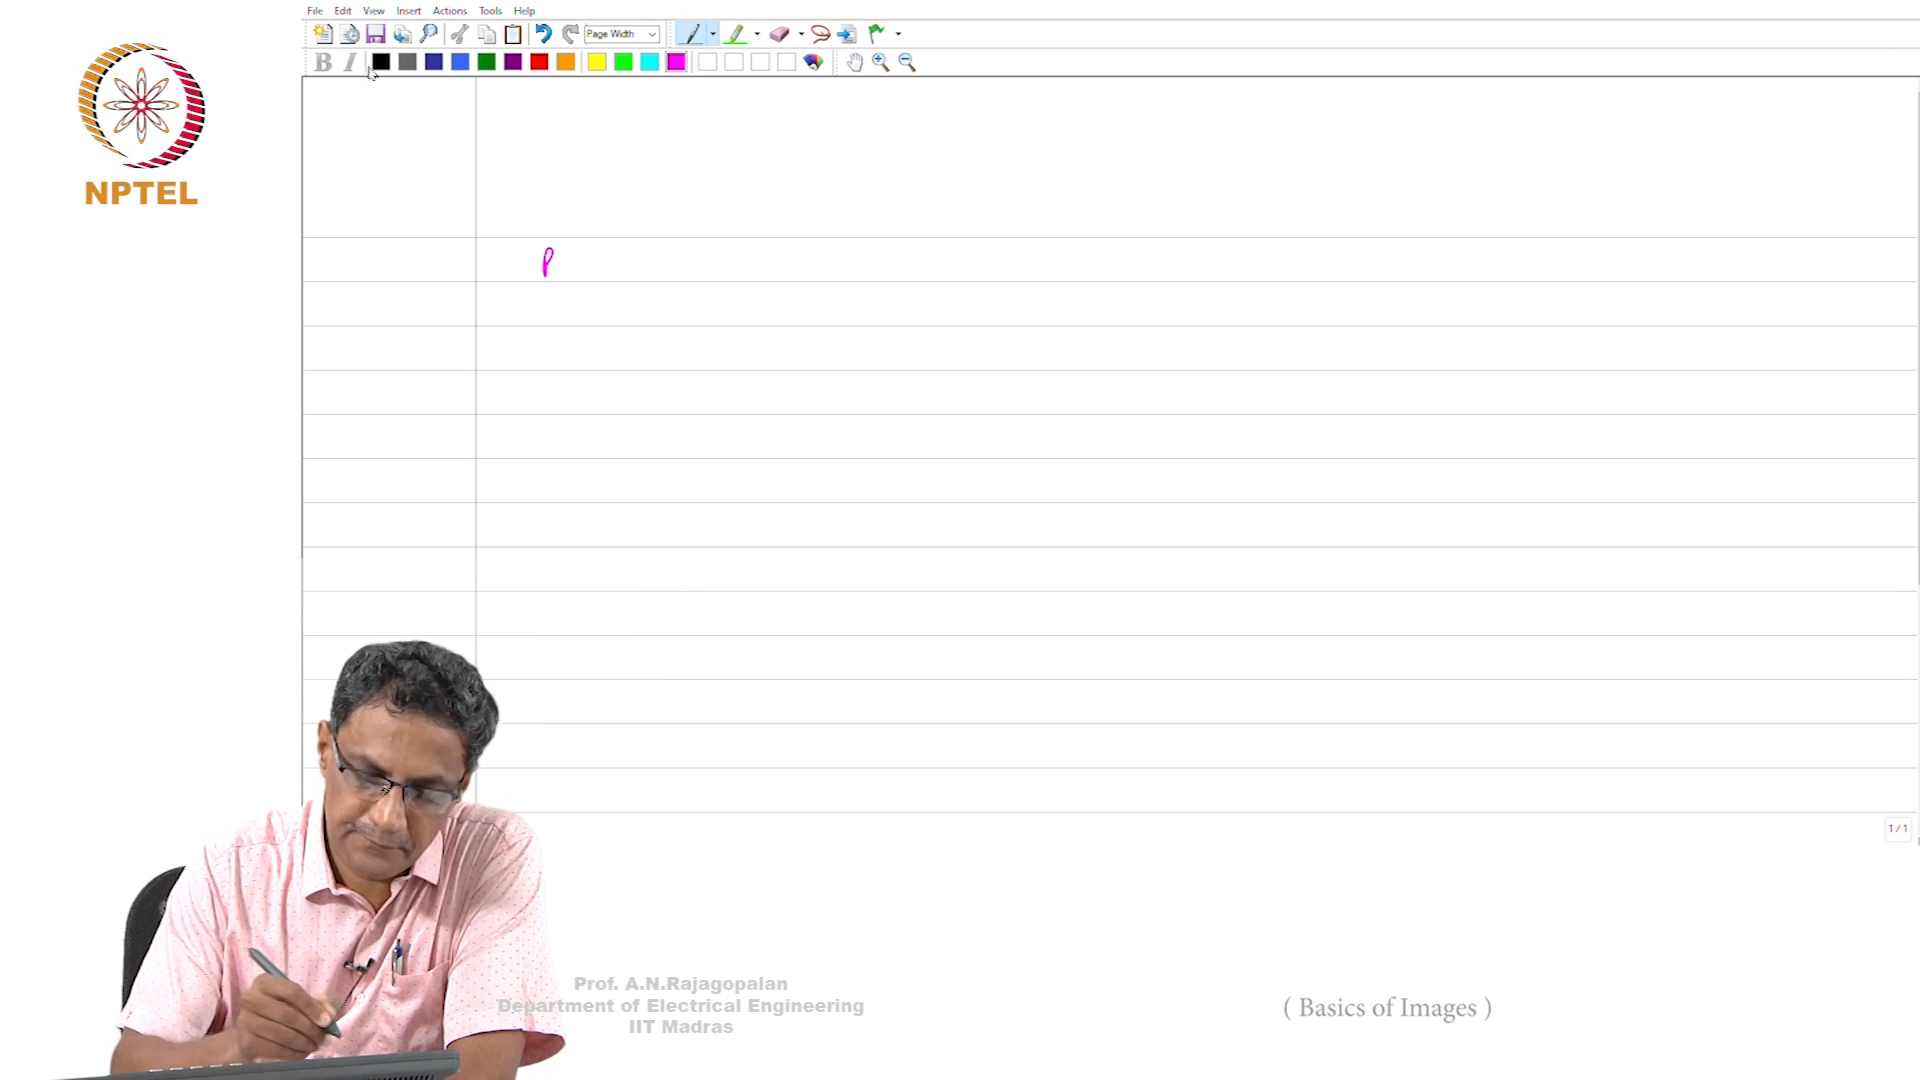 File Edit View Insert Actions Tools Help
Page Width
B I
NPTEL
P
1 / 1
Prof. A.N.Rajagopalan
Department of Electrical Engineering
IIT Madras
( Basics of Images )